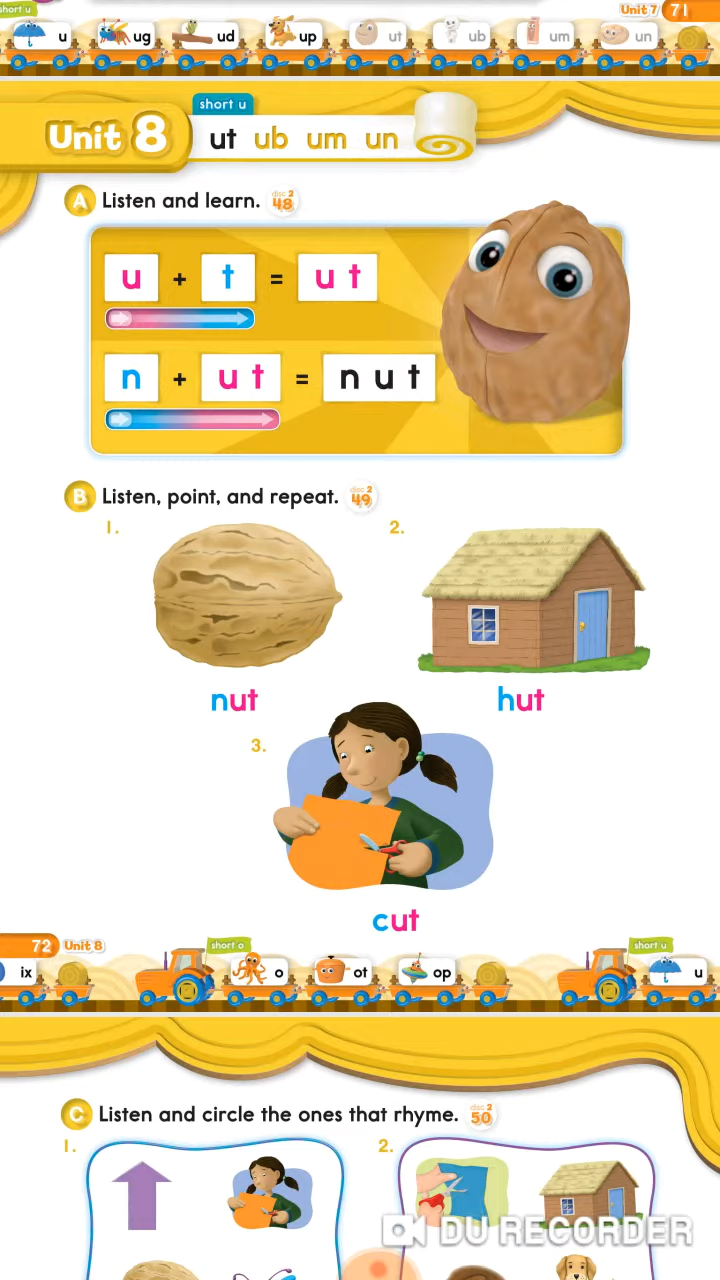 short u
Unit 7 71
u ug ud up ut ub um un
short u
Unit 8 ut ub um un
A Listen and learn. disc 2 48
u + t = u t
n + u t = n u t
B Listen, point, and repeat. disc 2 49
1. 2.
nut hut
3.
cut
72 Unit 8 short o short u
ix o ot op u
C Listen and circle the ones that rhyme. disc 2 50
1. 2.
DU RECORDER